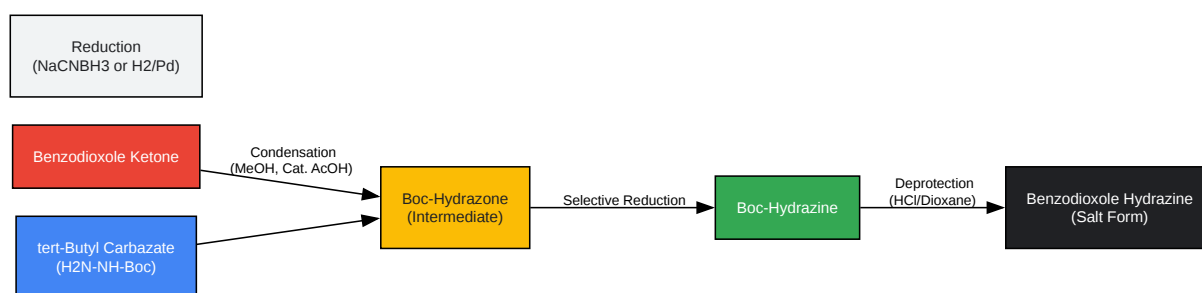 Reduction
(NaCNBH3 or H2/Pd)
Benzodioxole Ketone
Condensation
(MeOH, Cat. AcOH)
tert-Butyl Carbazate
(H2N-NH-Boc)
Boc-Hydrazone
(Intermediate)
Selective Reduction
Boc-Hydrazine
Deprotection
(HCl/Dioxane)
Benzodioxole Hydrazine
(Salt Form)